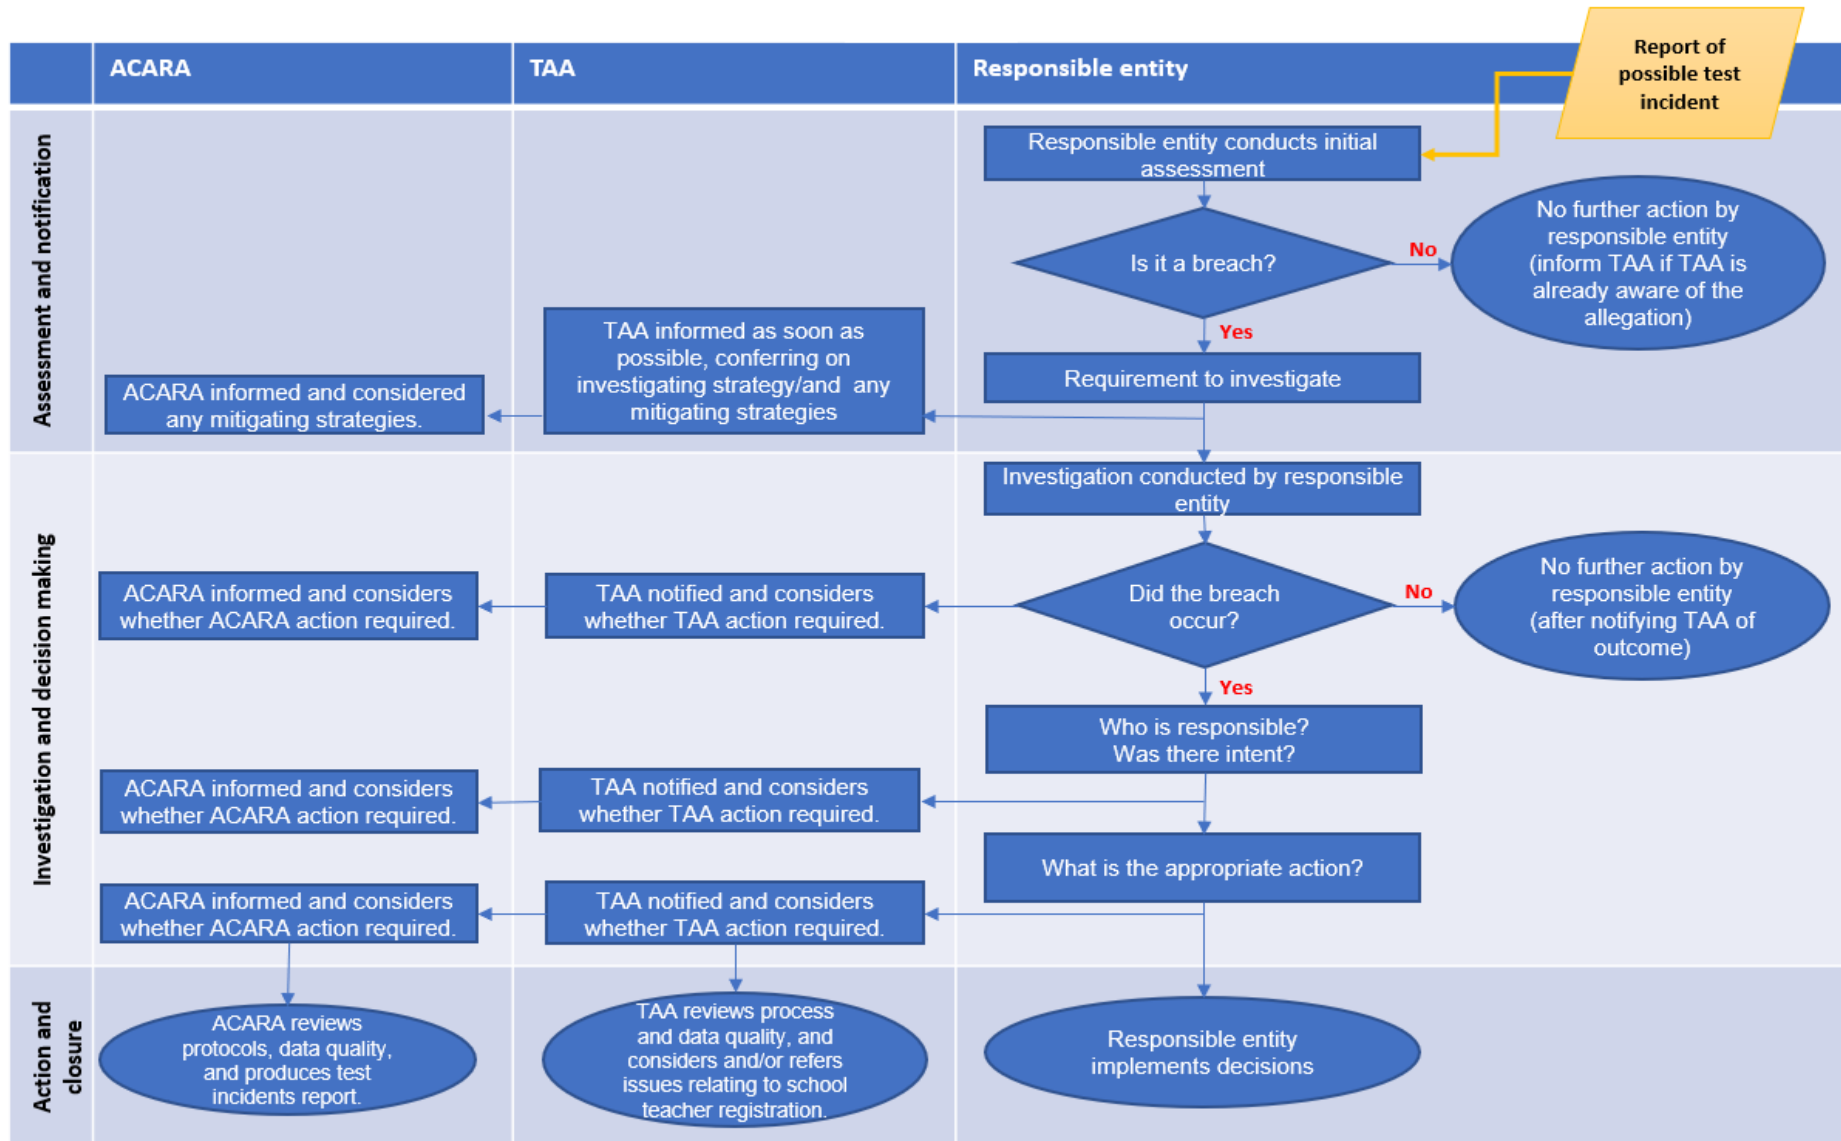 Report of
possible test
incident
ACARA
TAA
Responsible entity
Assessment and notification
Responsible entity conducts initial
assessment
Is it a breach?
No
No further action by
responsible entity
(inform TAA if TAA is
already aware of the
allegation)
Yes
Requirement to investigate
TAA informed as soon as
possible, conferring on
investigating strategy/and any
mitigating strategies
ACARA informed and considered
any mitigating strategies.
Investigation and decision making
Investigation conducted by responsible
entity
Did the breach
occur?
No
No further action by
responsible entity
(after notifying TAA of
outcome)
TAA notified and considers
whether TAA action required.
ACARA informed and considers
whether ACARA action required.
Yes
Who is responsible?
Was there intent?
TAA notified and considers
whether TAA action required.
ACARA informed and considers
whether ACARA action required.
What is the appropriate action?
TAA notified and considers
whether TAA action required.
ACARA informed and considers
whether ACARA action required.
Action and
closure
ACARA reviews
protocols, data quality,
and produces test
incidents report.
TAA reviews process
and data quality, and
considers and/or refers
issues relating to school
teacher registration.
Responsible entity
implements decisions